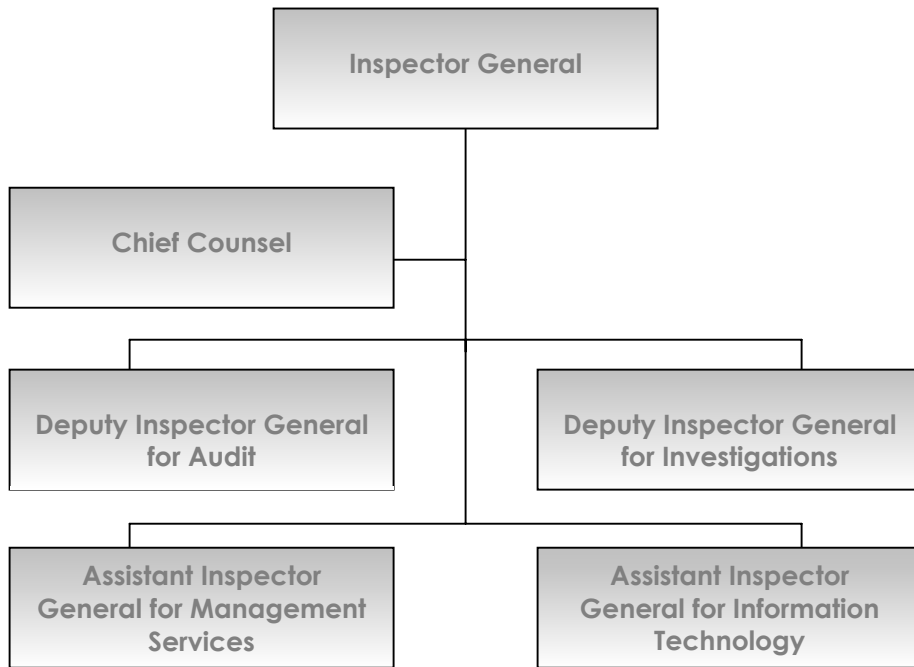 Inspector General
Chief Counsel
Deputy Inspector General
for Audit
Deputy Inspector General
for Investigations
Assistant Inspector
General for Management
Services
Assistant Inspector
General for Information
Technology